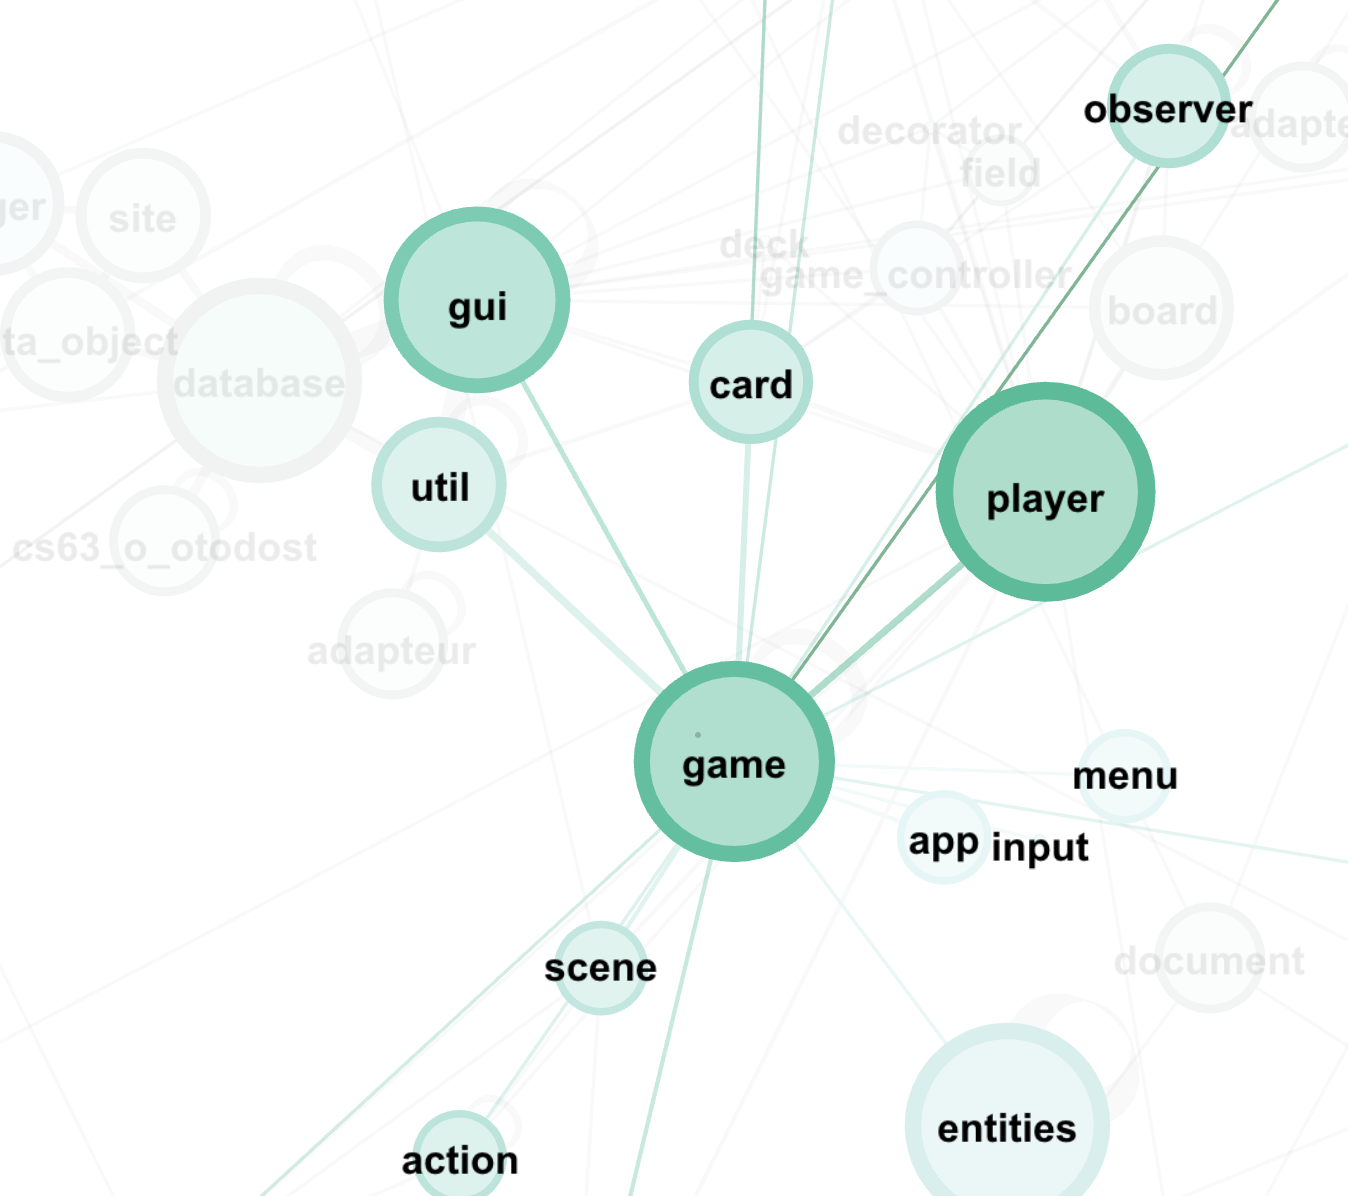 observer
decorator
adapte
field
ger
site
deck
game_controller
gui
board
ta_object
database
card
util
player
cs63_o_otodost
adapteur
game
menu
app
input
scene
document
entities
action